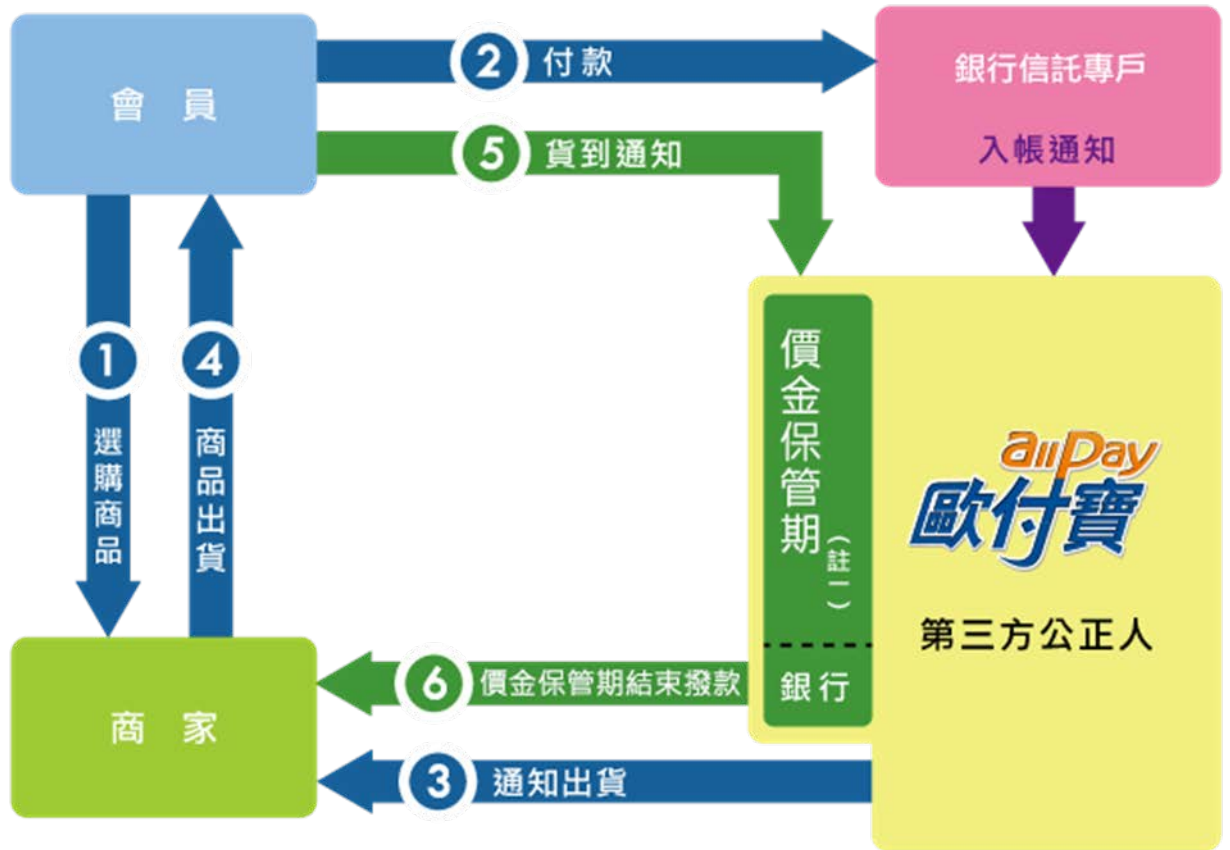 會員
2 付款
銀行信託專戶
入帳通知
5 貨到通知
1 選購商品
4 商品出貨
價金保管期
(註一)
銀行
allPay
歐付寶
第三方公正人
6 價金保管期結束撥款
商家
3 通知出貨